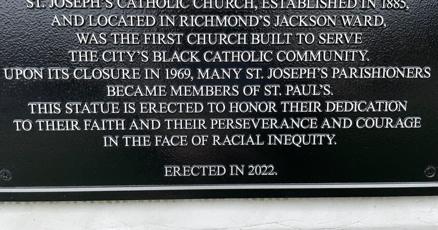 ST. JOSEPH'S CATHOLIC CHURCH, ESTABLISHED IN 1885,
AND LOCATED IN RICHMOND'S JACKSON WARD,
WAS THE FIRST CHURCH BUILT TO SERVE
THE CITY'S BLACK CATHOLIC COMMUNITY.
UPON ITS CLOSURE IN 1969, MANY ST. JOSEPH'S PARISHIONERS
BECAME MEMBERS OF ST. PAUL'S.
THIS STATUE IS ERECTED TO HONOR THEIR DEDICATION
TO THEIR FAITH AND THEIR PERSEVERANCE AND COURAGE
IN THE FACE OF RACIAL INEQUITY.
ERECTED IN 2022.